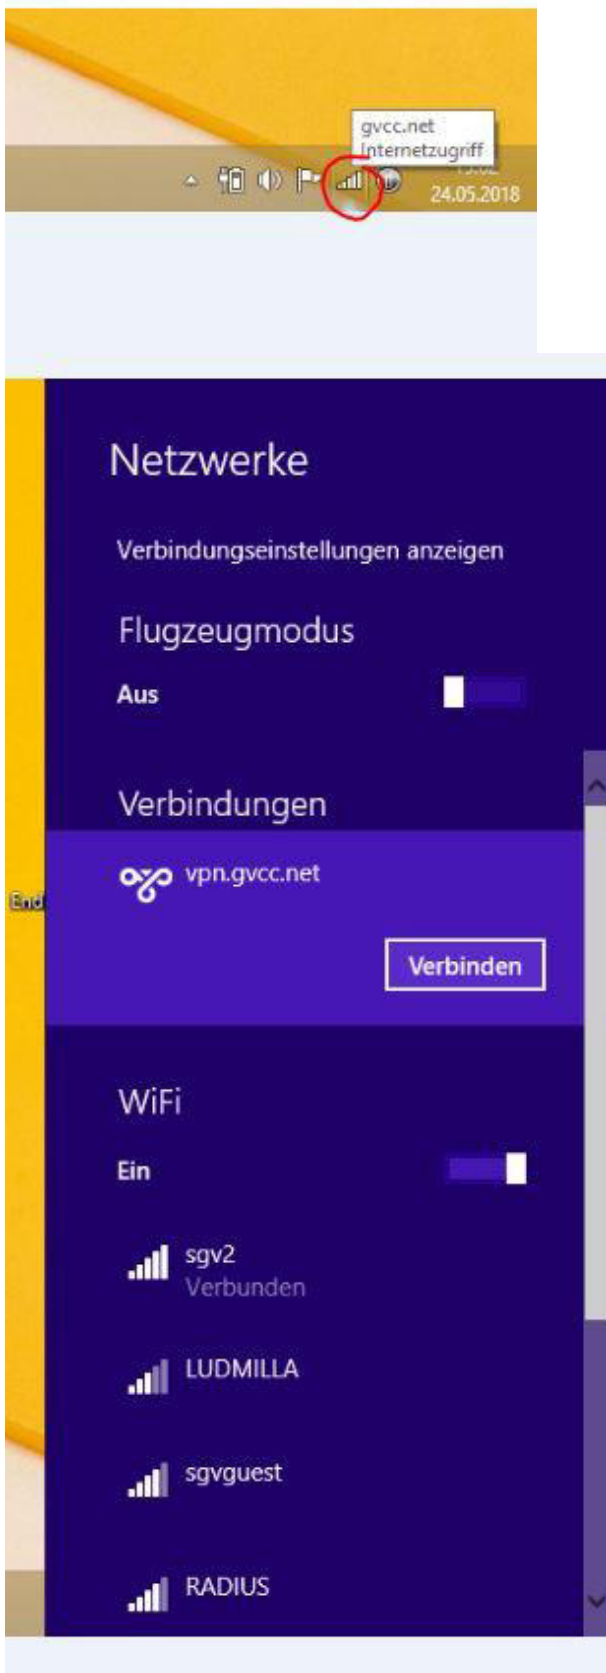 gvcc.net
Internetzugriff
24.05.2018
Netzwerke
Verbindungseinstellungen anzeigen
Flugzeugmodus
Aus
Verbindungen
vpn.gvcc.net
End
Verbinden
WiFi
Ein
sgv2
Verbunden
LUDMILLA
sgvguest
RADIUS